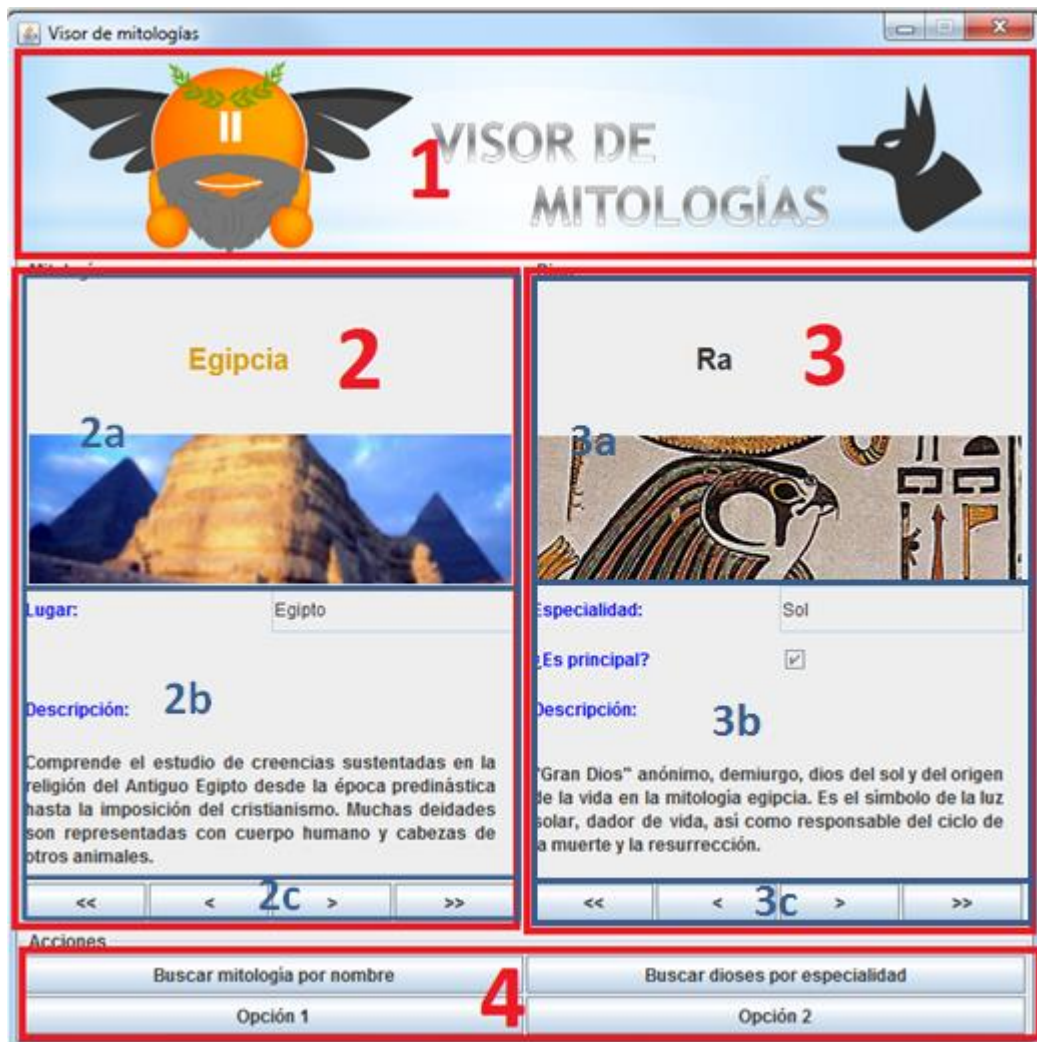 Visor de mitologías
VISOR DE
MITOLOGÍAS
1
Egipcia
2
2a
Lugar:
Egipto
Descripción:
2b
Comprende el estudio de creencias sustentadas en la
religión del Antiguo Egipto desde la época predinástica
hasta la imposición del cristianismo. Muchas deidades
son representadas con cuerpo humano y cabezas de
otros animales.
<<
<
2c
>
>>
Ra
3
3a
Especialidad:
Sol
¿Es principal?
Descripción:
3b
"Gran Dios" anónimo, demiurgo, dios del sol y del origen
de la vida en la mitología egipcia. Es el símbolo de la luz
solar, dador de vida, así como responsable del ciclo de
la muerte y la resurrección.
<<
<
3c
>
>>
Acciones
Buscar mitología por nombre
Buscar dioses por especialidad
4
Opción 1
Opción 2